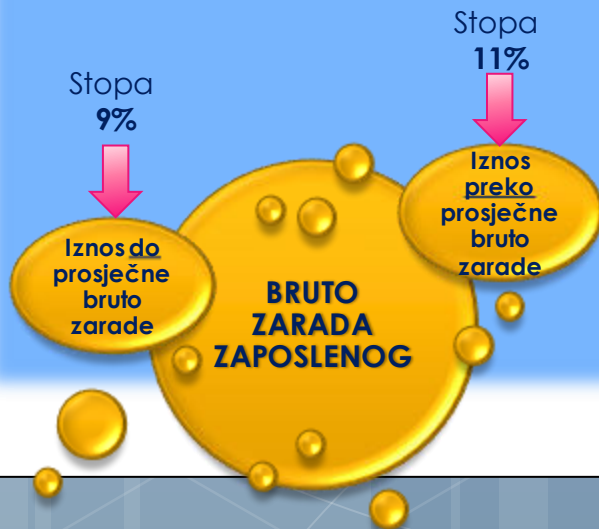 Stopa
9%
Stopa
11%
Iznos do
prosječne
bruto
zarade
Iznos
preko
prosječne
bruto
zarade
BRUTO
ZARADA
ZAPOSLENOG